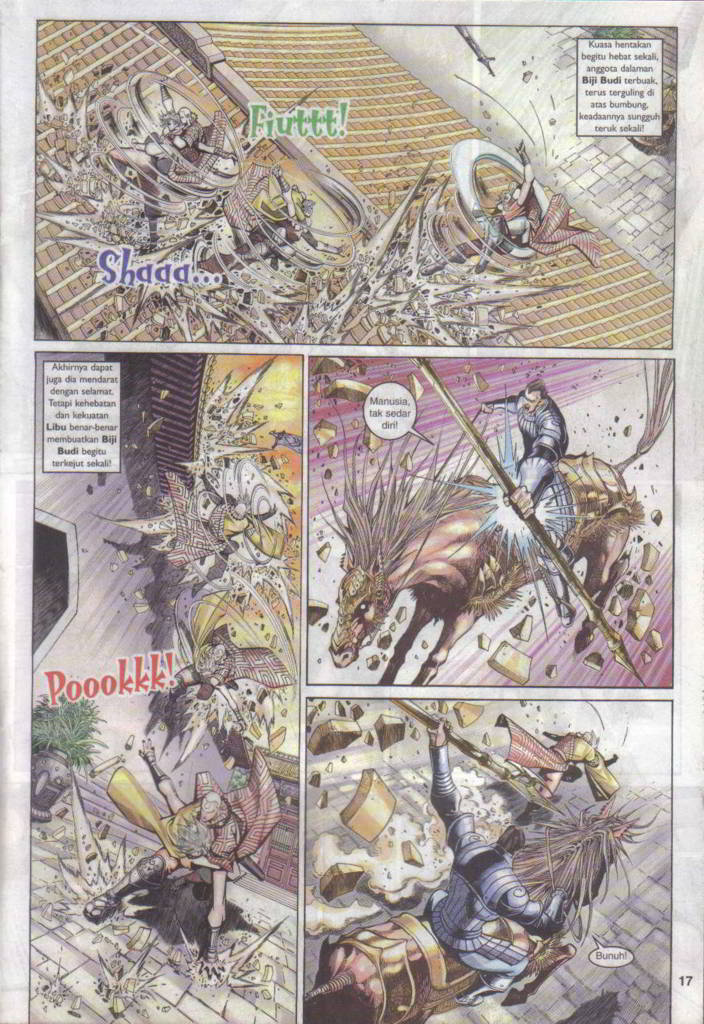 Kuasa hentakan
begitu hebat sekali,
anggota dalaman
Biji Budi terbuak,
terus terguling di
atas bumbung,
keadaannya sungguh
teruk sekali!
Fiuttt!
Shaaa...
Akhirnya dapat
juga dia mendarat
dengan selamat.
Tetapi kehebatan
dan kekuatan
Libu benar-benar
membuatkan Biji
Budi begitu
terkejut sekali!
Manusia,
tak sedar
diri!
Poookkk!
Bunuh!
17